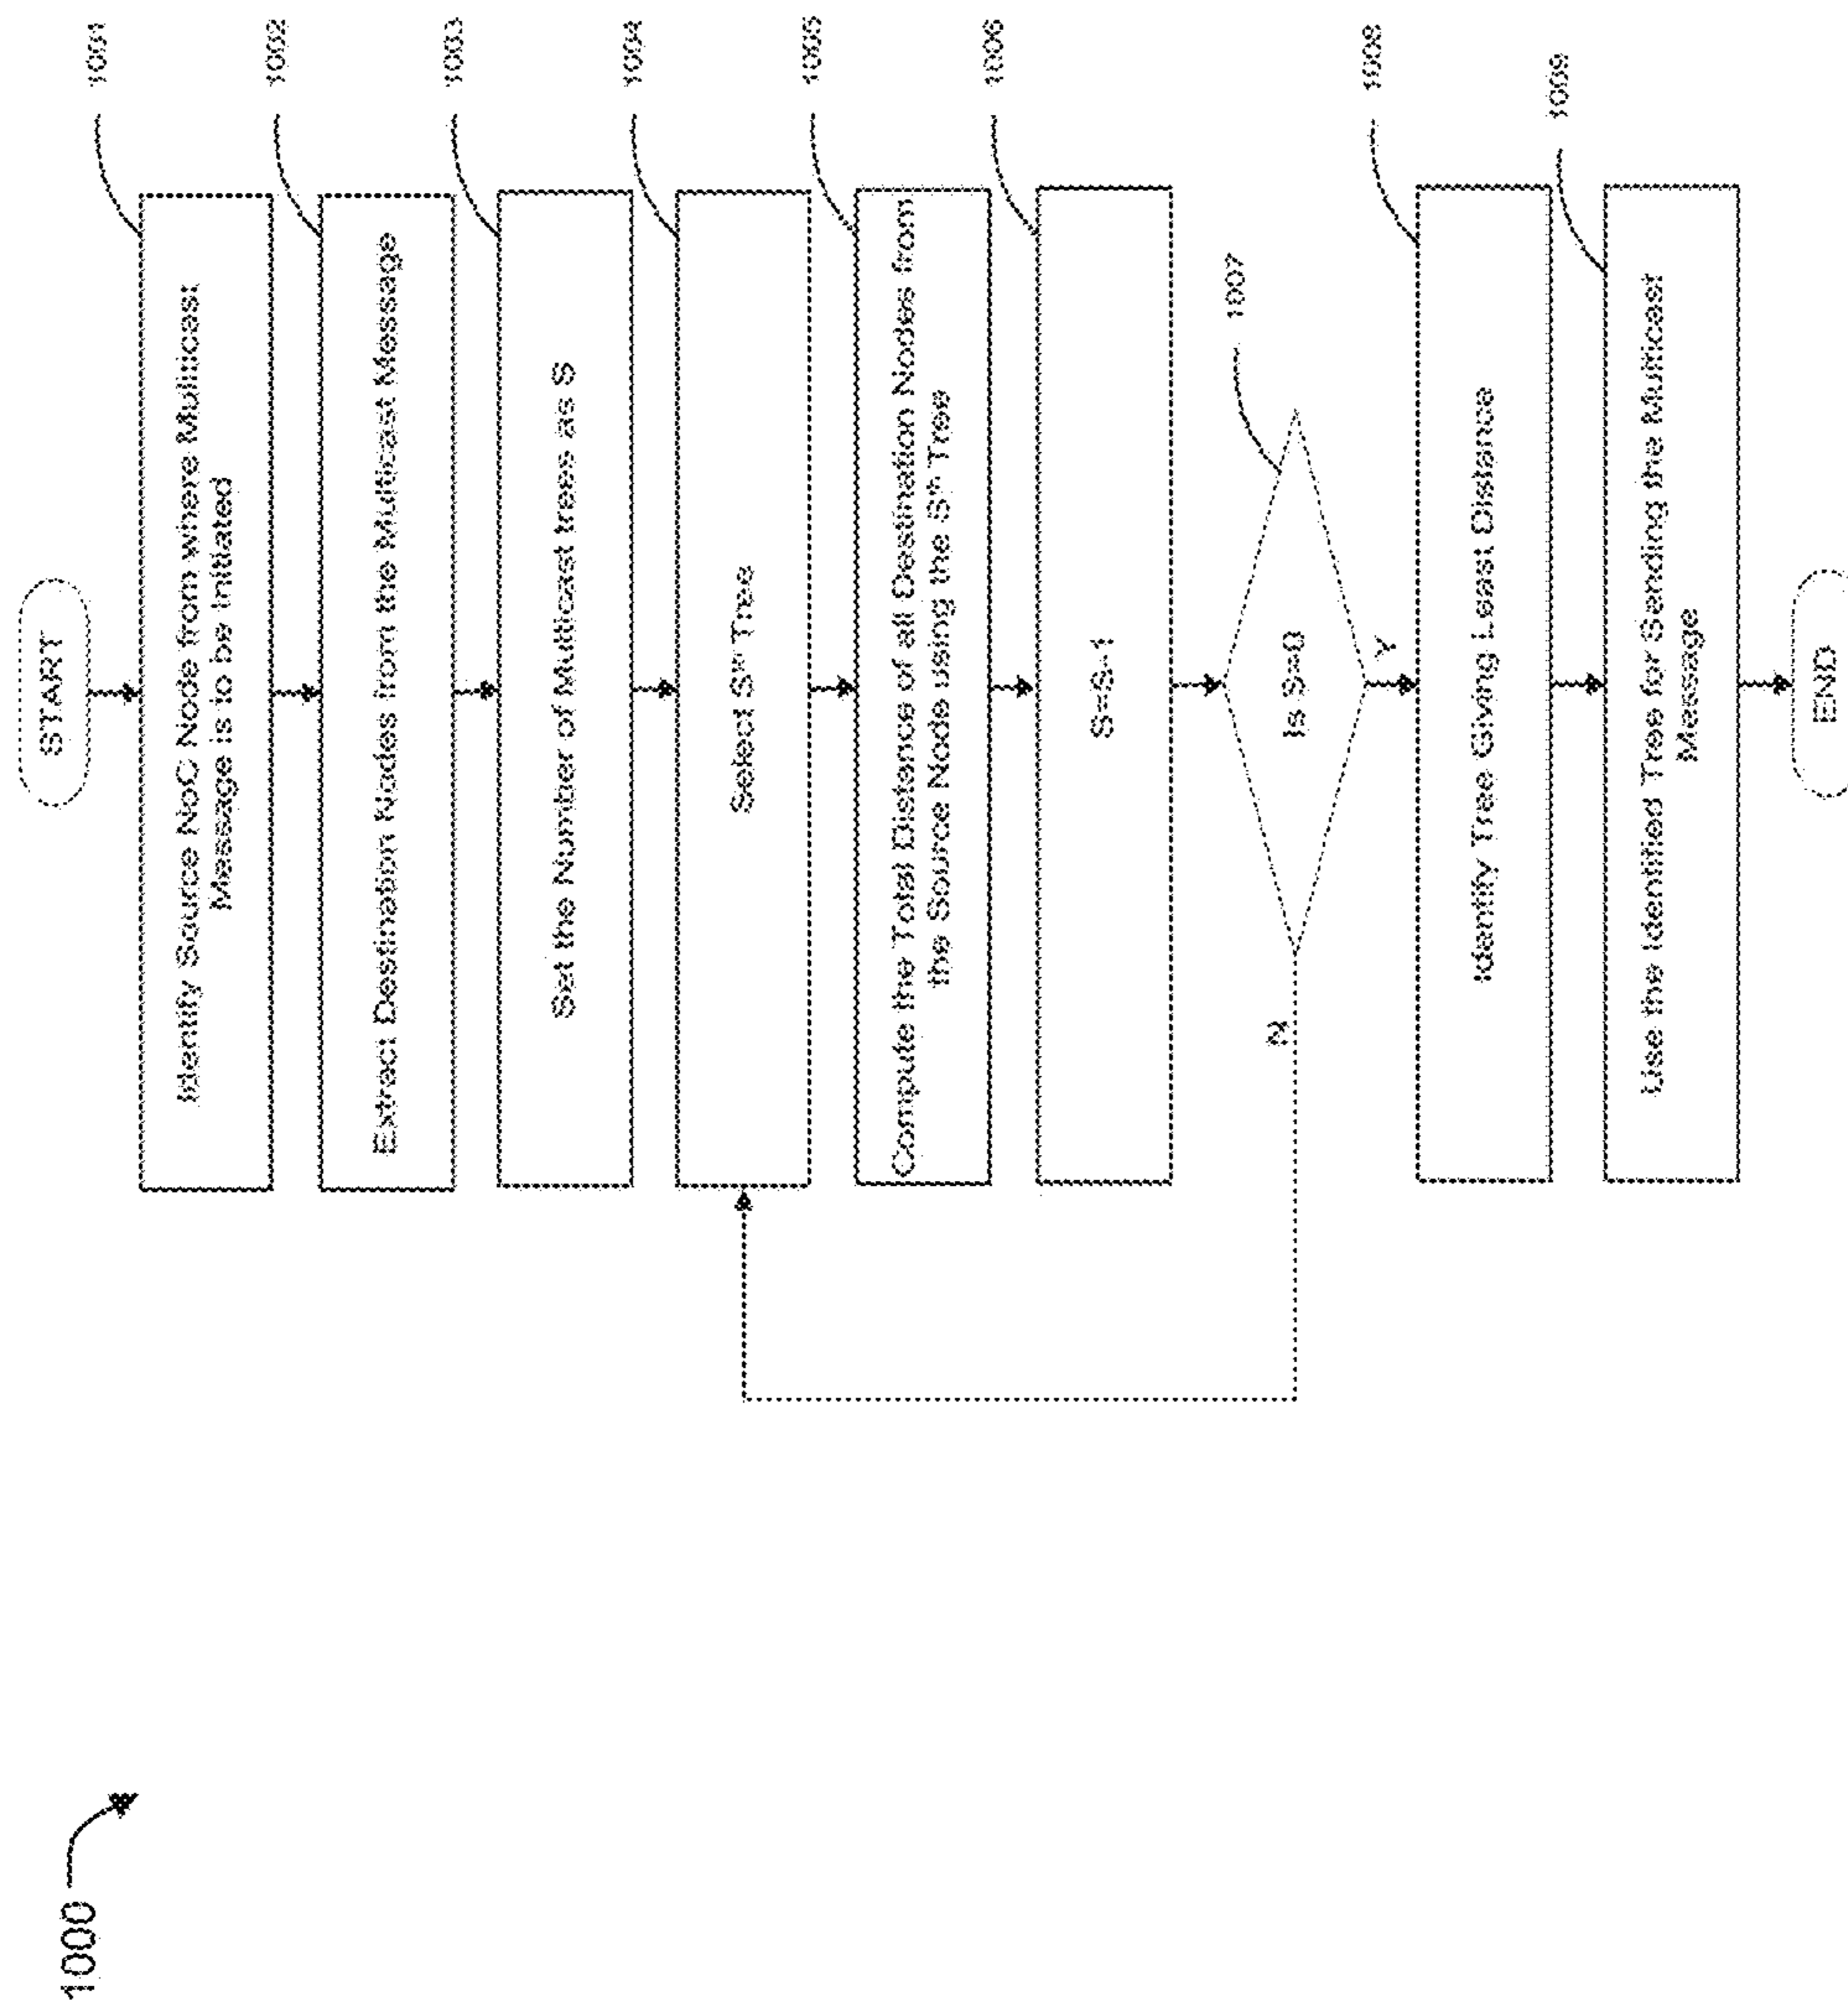 1000
START
1001
Identify Source NoC Node from where Multicast
Message is to be Initiated
1002
Extract Destination Nodes from the Multicast Message
1003
Set the Number of Multicast trees as S
1004
Select Sth Tree
1005
Compute the Total Distance of all Destination Nodes from
the Source Node using the Sth Tree
1006
S=S-1
1007
Is S=0
N
Y
1008
Identify Tree Giving Least Distance
1009
Use the Identified Tree for Sending the Multicast
Message
END